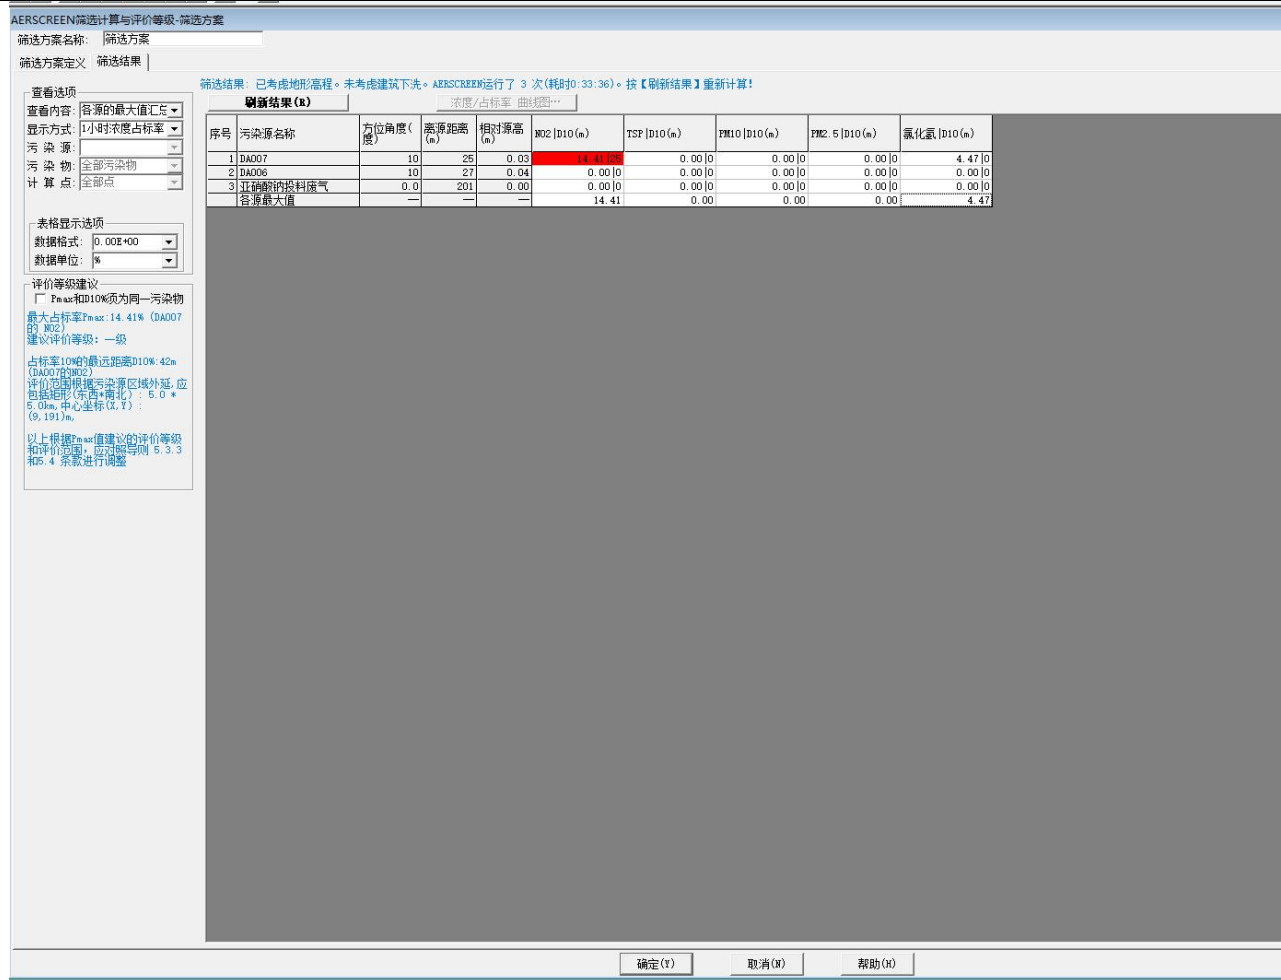 AERSCREEN筛选计算与评价等级-筛选方案
筛选方案名称: 筛选方案
筛选方案定义 筛选结果
筛选结果: 已考虑地形高程。未考虑建筑下洗。AERSCREEN运行了 3 次(耗时0:33:36)。按【刷新结果】重新计算!
刷新结果(R) 浓度/占标率 曲线图…
查看选项
查看内容: 各源的最大值汇总
显示方式: 1小时浓度占标率
污 染 源:
污 染 物: 全部污染物
计 算 点: 全部点
表格显示选项
数据格式: 0.00E+00
数据单位: %
评价等级建议
Pmax和D10%须为同一污染物
最大占标率Pmax:14.41% (DA007
的 NO2)
建议评价等级: 一级
占标率10%的最远距离D10%:42m
(DA007的NO2)
评价范围根据污染源区域外延,应
包括矩形(东西*南北): 5.0 *
5.0km,中心坐标(X,Y):
(9,191)m,
以上根据Pmax值建议的评价等级
和评价范围,应对照导则 5.3.3
和5.4 条款进行调整
序号 污染源名称 方位角度(度) 离源距离(m) 相对源高(m) NO2|D10(m) TSP|D10(m) PM10|D10(m) PM2.5|D10(m) 氯化氢|D10(m)
1 DA007 10 25 0.03 14.41|25 0.00|0 0.00|0 0.00|0 4.47|0
2 DA006 10 27 0.04 0.00|0 0.00|0 0.00|0 0.00|0 0.00|0
3 亚硝酸钠投料废气 0.0 201 0.00 0.00|0 0.00|0 0.00|0 0.00|0 0.00|0
各源最大值 — — — 14.41 0.00 0.00 0.00 4.47
确定(Y) 取消(N) 帮助(H)